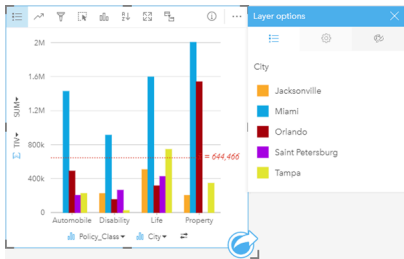 Layer options
City
Jacksonville
Miami
Orlando
Saint Petersburg
Tampa
2M
1.6M
1.2M
800k
400k
0
SUM
TIV
= 644,466
Automobile Disability Life Property
Policy_Class City